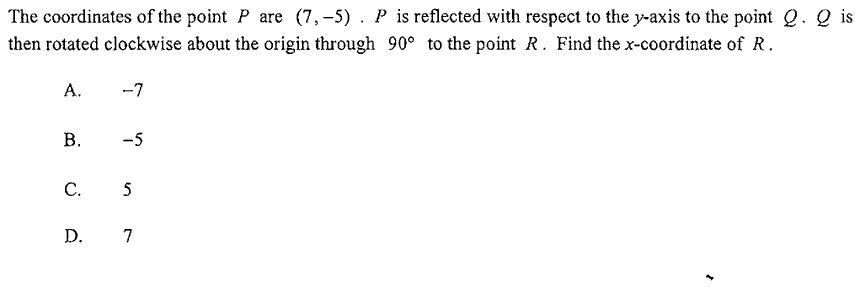 The coordinates of the point P are (7, −5) . P is reflected with respect to the y-axis to the point Q . Q is
then rotated clockwise about the origin through 90° to the point R . Find the x-coordinate of R .
A. −7
B. −5
C. 5
D. 7